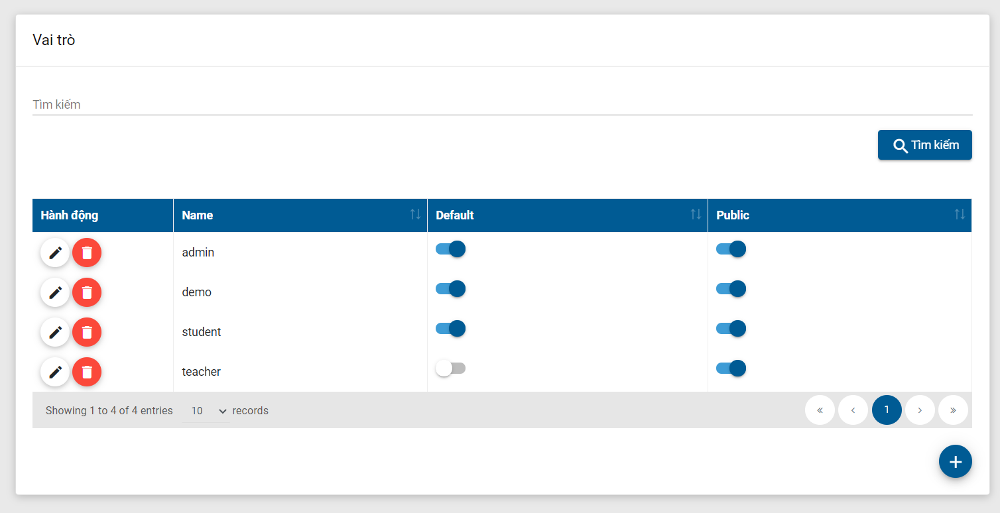 Vai trò
Tìm kiếm
Tìm kiếm
Hành động Name Default Public
admin
demo
student
teacher
Showing 1 to 4 of 4 entries 10 records « ‹ 1 › »